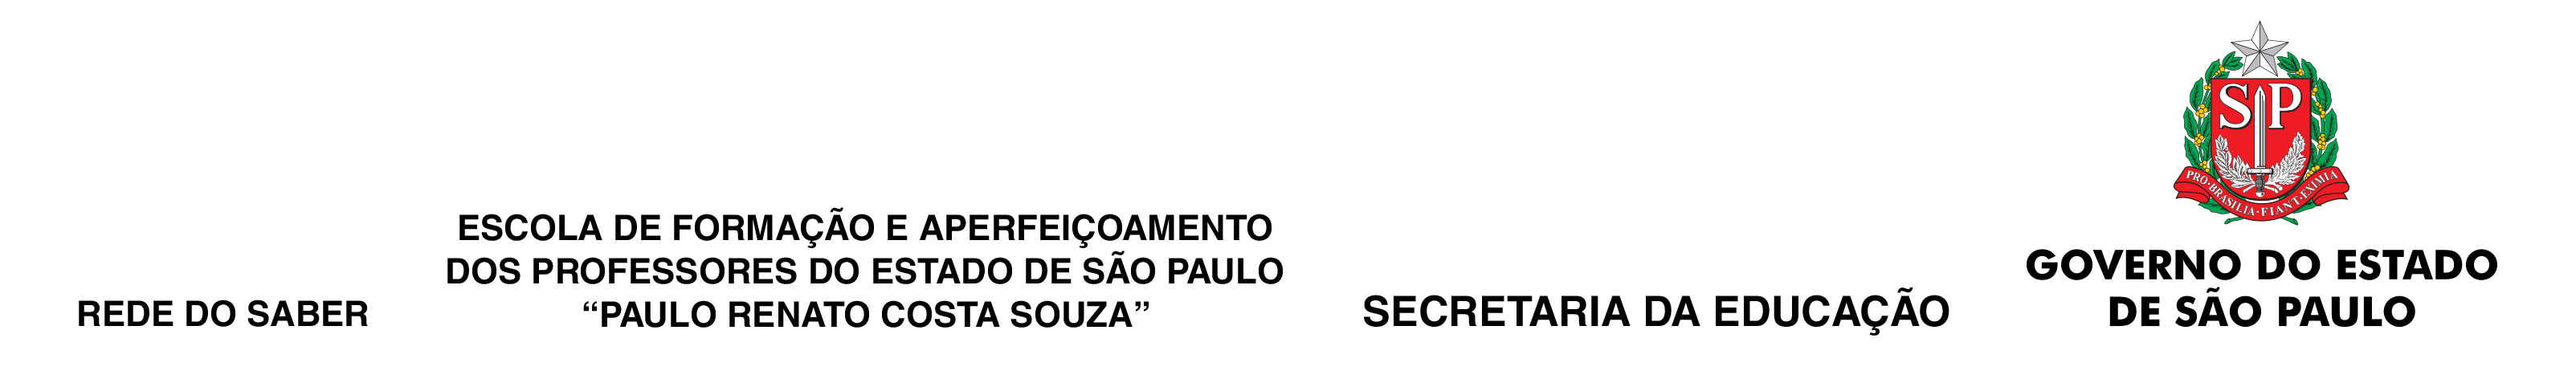 REDE DO SABER
ESCOLA DE FORMAÇÃO E APERFEIÇOAMENTO
DOS PROFESSORES DO ESTADO DE SÃO PAULO
“PAULO RENATO COSTA SOUZA”
SECRETARIA DA EDUCAÇÃO
SP
PRO·BRASILIA·FIANT·EXIMIA
GOVERNO DO ESTADO
DE SÃO PAULO